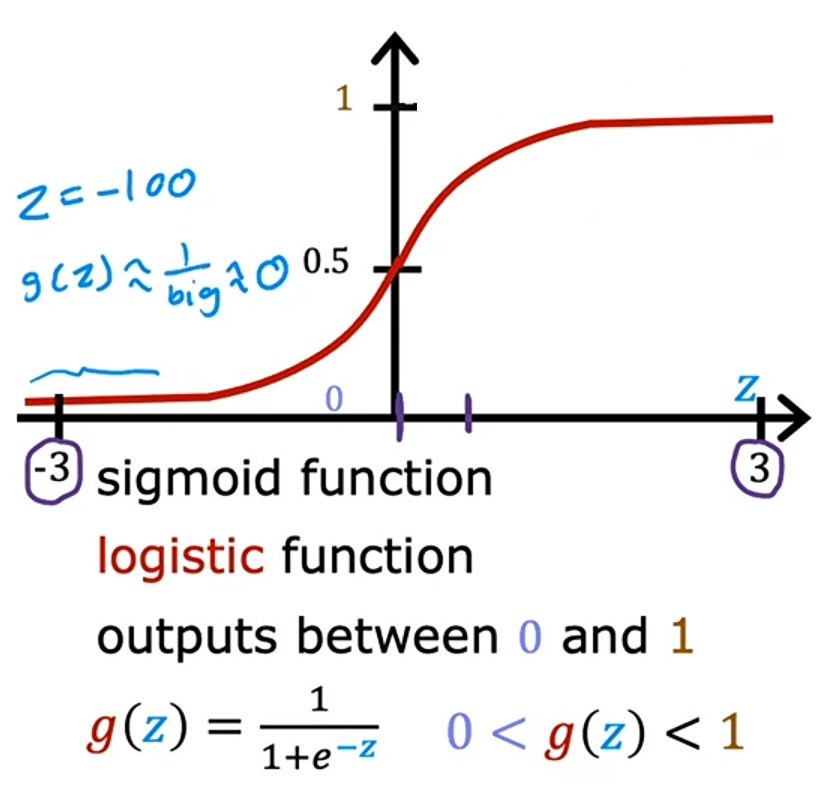 1
z = -100
g(z) ≈ 1/big ≈ 0
0.5
0
z
-3
3
sigmoid function
logistic function
outputs between 0 and 1
g(z) = 1/(1+e^−z)
0 < g(z) < 1